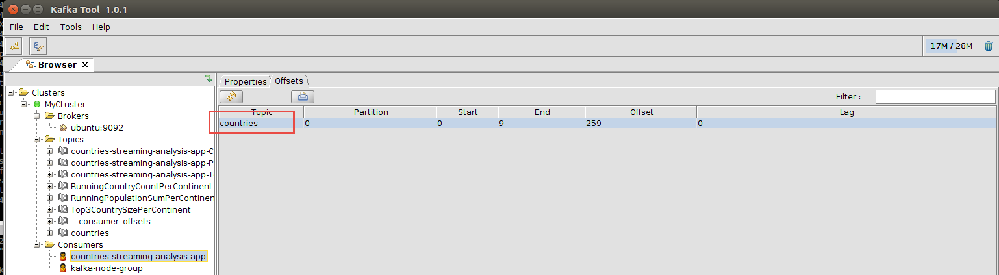 Kafka Tool 1.0.1
File Edit Tools Help
17M / 28M
Browser
Clusters
MyCLuster
Brokers
ubuntu:9092
Topics
countries-streaming-analysis-app-C
countries-streaming-analysis-app-P
countries-streaming-analysis-app-To
RunningCountryCountPerContinent
RunningPopulationSumPerContinen
Top3CountrySizePerContinent
__consumer_offsets
countries
Consumers
countries-streaming-analysis-app
kafka-node-group
Properties Offsets
Filter :
Topic Partition Start End Offset Lag
countries 0 0 9 259 0